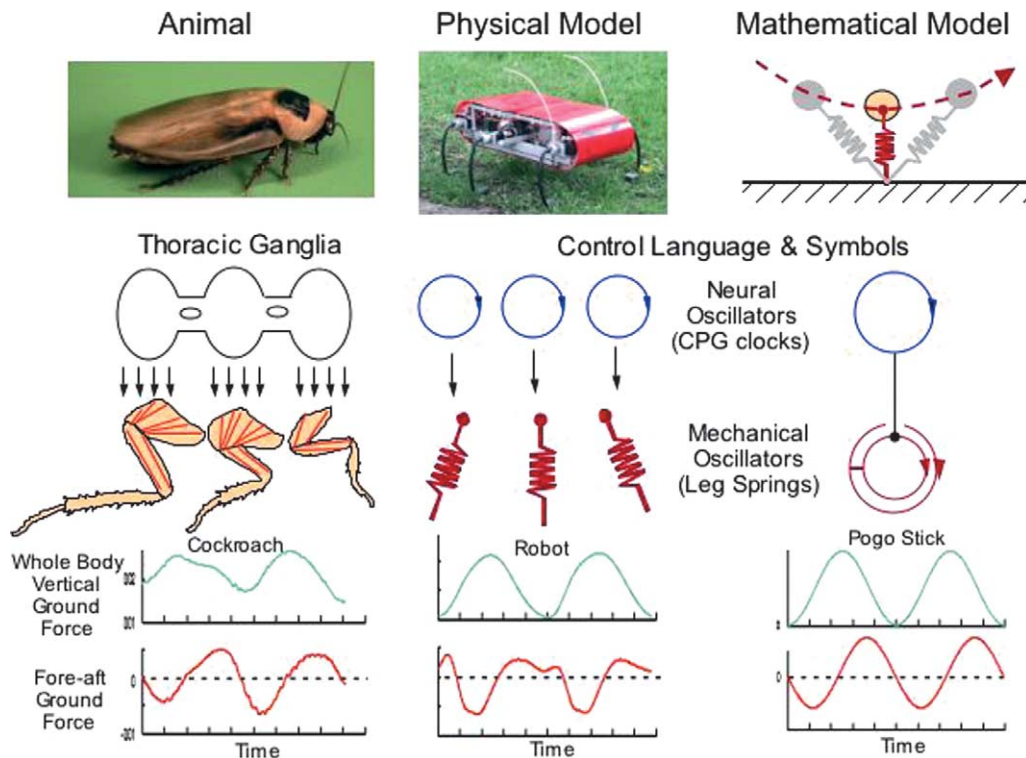 Animal
Physical Model
Mathematical Model
Thoracic Ganglia
Control Language & Symbols
Neural
Oscillators
(CPG clocks)
Mechanical
Oscillators
(Leg Springs)
Cockroach
Robot
Pogo Stick
Whole Body
Vertical
Ground
Force
Fore-aft
Ground
Force
0
0
Time
Time
Time